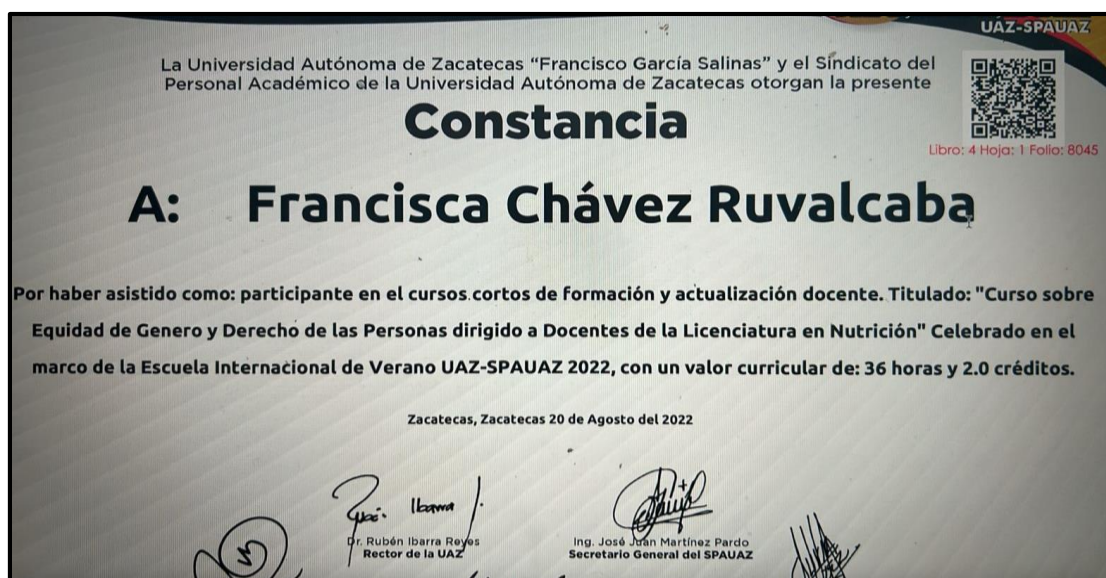 UAZ-SPAUAZ
La Universidad Autónoma de Zacatecas “Francisco García Salinas” y el Sindicato del
Personal Académico de la Universidad Autónoma de Zacatecas otorgan la presente
Constancia
Libro: 4 Hoja: 1 Folio: 8045
A: Francisca Chávez Ruvalcaba
Por haber asistido como: participante en el cursos cortos de formación y actualización docente. Titulado: "Curso sobre
Equidad de Genero y Derecho de las Personas dirigido a Docentes de la Licenciatura en Nutrición" Celebrado en el
marco de la Escuela Internacional de Verano UAZ-SPAUAZ 2022, con un valor curricular de: 36 horas y 2.0 créditos.
Zacatecas, Zacatecas 20 de Agosto del 2022
Ibarra
Dr. Rubén Ibarra Reyes
Rector de la UAZ
Ing. José Juan Martínez Pardo
Secretario General del SPAUAZ